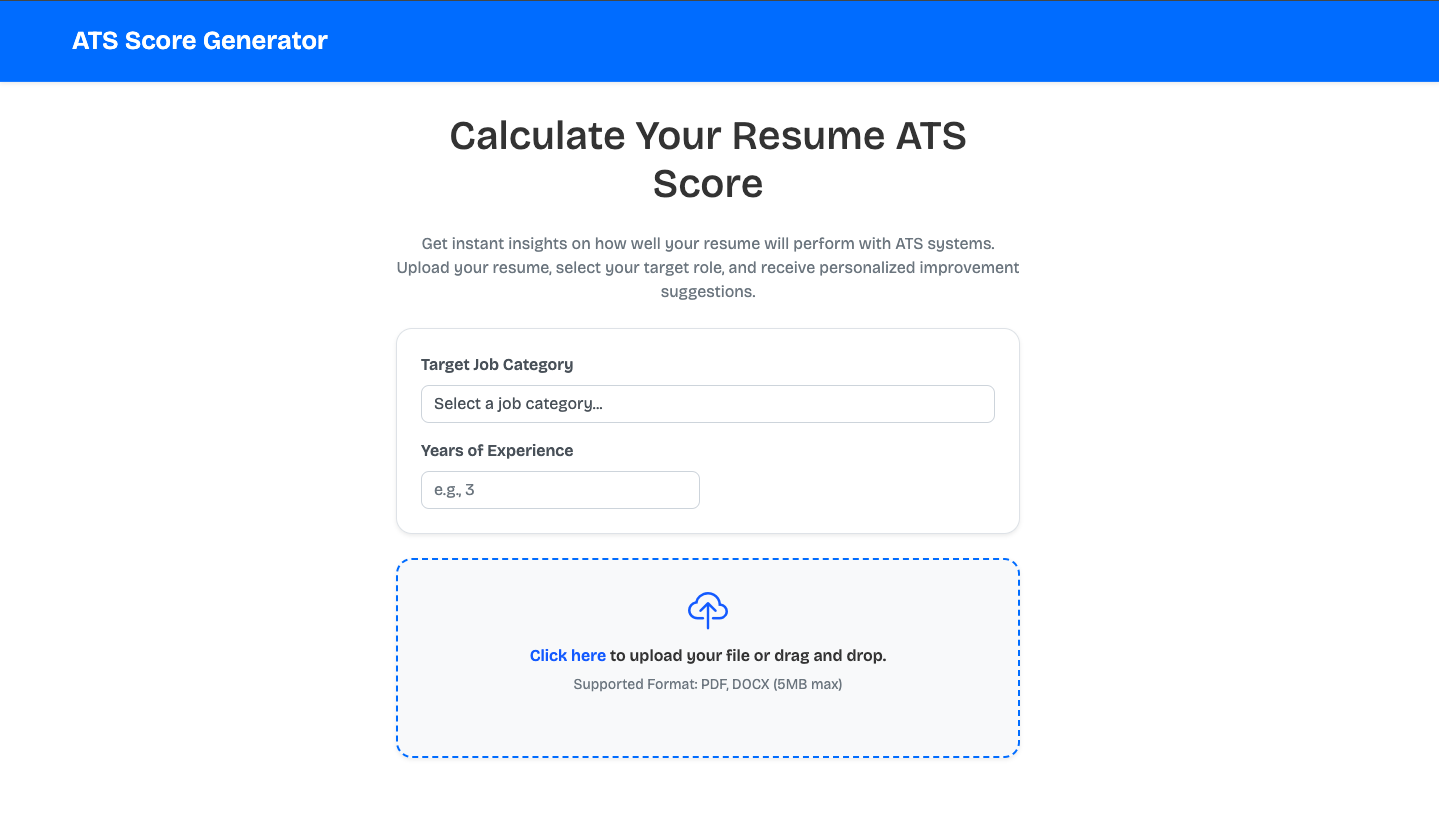 ATS Score Generator
Calculate Your Resume ATS
Score
Get instant insights on how well your resume will perform with ATS systems.
Upload your resume, select your target role, and receive personalized improvement
suggestions.
Target Job Category
Select a job category...
Years of Experience
e.g., 3
Click here to upload your file or drag and drop.
Supported Format: PDF, DOCX (5MB max)